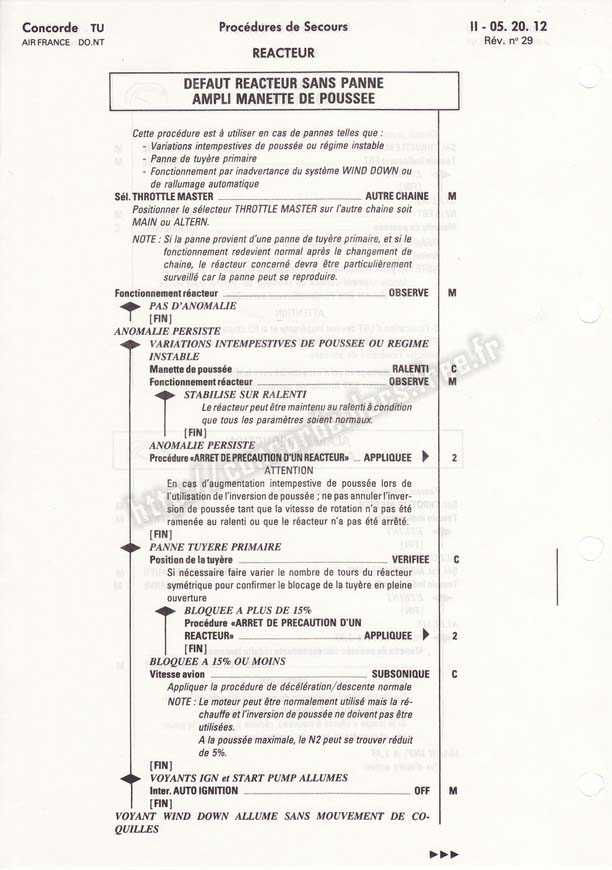 Concorde TU
AIR FRANCE DO.NT
Procédures de Secours
II - 05. 20. 12
Rév. n° 29
REACTEUR
DEFAUT REACTEUR SANS PANNE
AMPLI MANETTE DE POUSSEE
Cette procédure est à utiliser en cas de pannes telles que :
- Variations intempestives de poussée ou régime instable
- Panne de tuyère primaire
- Fonctionnement par inadvertance du système WIND DOWN ou
de rallumage automatique
Sél. THROTTLE MASTER ... AUTRE CHAINE M
Positionner le sélecteur THROTTLE MASTER sur l'autre chaine soit
MAIN ou ALTERN.
NOTE : Si la panne provient d'une panne de tuyère primaire, et si le
fonctionnement redevient normal après le changement de
chaine, le réacteur concerné devra être particulièrement
surveillé car la panne peut se reproduire.
Fonctionnement réacteur ... OBSERVE M
PAS D'ANOMALIE
[FIN]
ANOMALIE PERSISTE
VARIATIONS INTEMPESTIVES DE POUSSEE OU REGIME
INSTABLE
Manette de poussée ... RALENTI C
Fonctionnement réacteur ... OBSERVE M
STABILISE SUR RALENTI
Le réacteur peut être maintenu au ralenti à condition
que tous les paramètres soient normaux.
[FIN]
ANOMALIE PERSISTE
Procédure «ARRET DE PRECAUTION D'UN REACTEUR» ... APPLIQUEE 2
ATTENTION
En cas d'augmentation intempestive de poussée lors de
l'utilisation de l'inversion de poussée ; ne pas annuler l'inver-
sion de poussée tant que la vitesse de rotation n'a pas été
ramenée au ralenti ou que le réacteur n'a pas été arrêté.
[FIN]
PANNE TUYERE PRIMAIRE
Position de la tuyère ... VERIFIEE C
Si nécessaire faire varier le nombre de tours du réacteur
symétrique pour confirmer le blocage de la tuyère en pleine
ouverture
BLOQUEE A PLUS DE 15%
Procédure «ARRET DE PRECAUTION D'UN
REACTEUR» ... APPLIQUEE 2
[FIN]
BLOQUEE A 15% OU MOINS
Vitesse avion ... SUBSONIQUE C
Appliquer la procédure de décélération/descente normale
NOTE : Le moteur peut être normalement utilisé mais la ré-
chauffe et l'inversion de poussée ne doivent pas être
utilisées.
A la poussée maximale, le N2 peut se trouver réduit
de 5%.
[FIN]
VOYANTS IGN et START PUMP ALLUMES
Inter. AUTO IGNITION ... OFF M
[FIN]
VOYANT WIND DOWN ALLUME SANS MOUVEMENT DE CO-
QUILLES